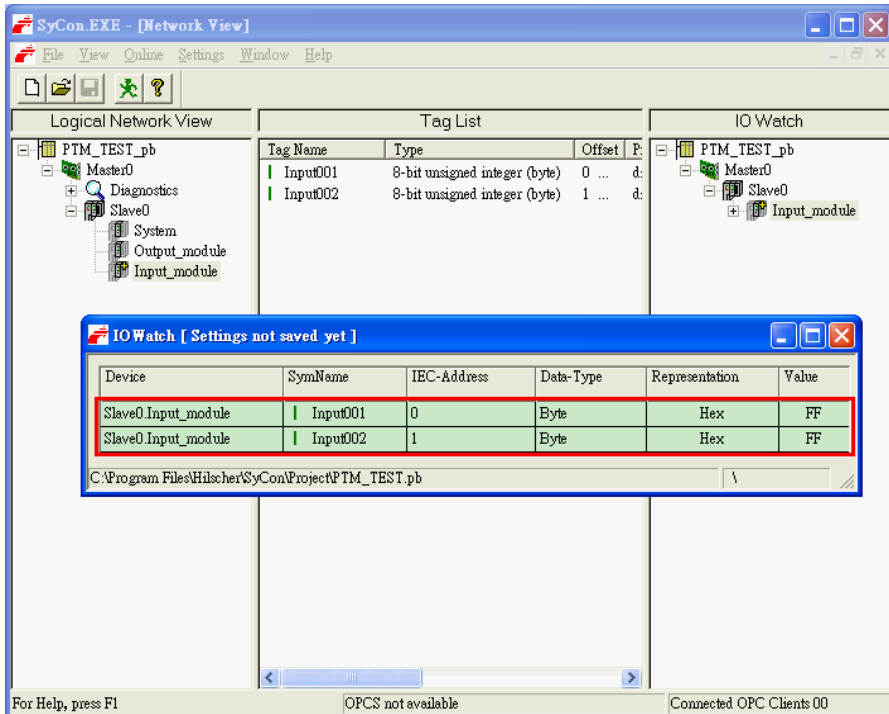 SyCon.EXE - [Network View]
File View Online Settings Window Help
Logical Network View
PTM_TEST_pb
Master0
Diagnostics
Slave0
System
Output_module
Input_module
Tag List
Tag Name Type Offset
Input001 8-bit unsigned integer (byte) 0 ... d:
Input002 8-bit unsigned integer (byte) 1 ... d:
IO Watch
PTM_TEST_pb
Master0
Slave0
Input_module
IO Watch [ Settings not saved yet ]
Device SymName IEC-Address Data-Type Representation Value
Slave0.Input_module Input001 0 Byte Hex FF
Slave0.Input_module Input002 1 Byte Hex FF
C:\Program Files\Hilscher\SyCon\Project\PTM_TEST.pb \
For Help, press F1 OPCS not available Connected OPC Clients 00